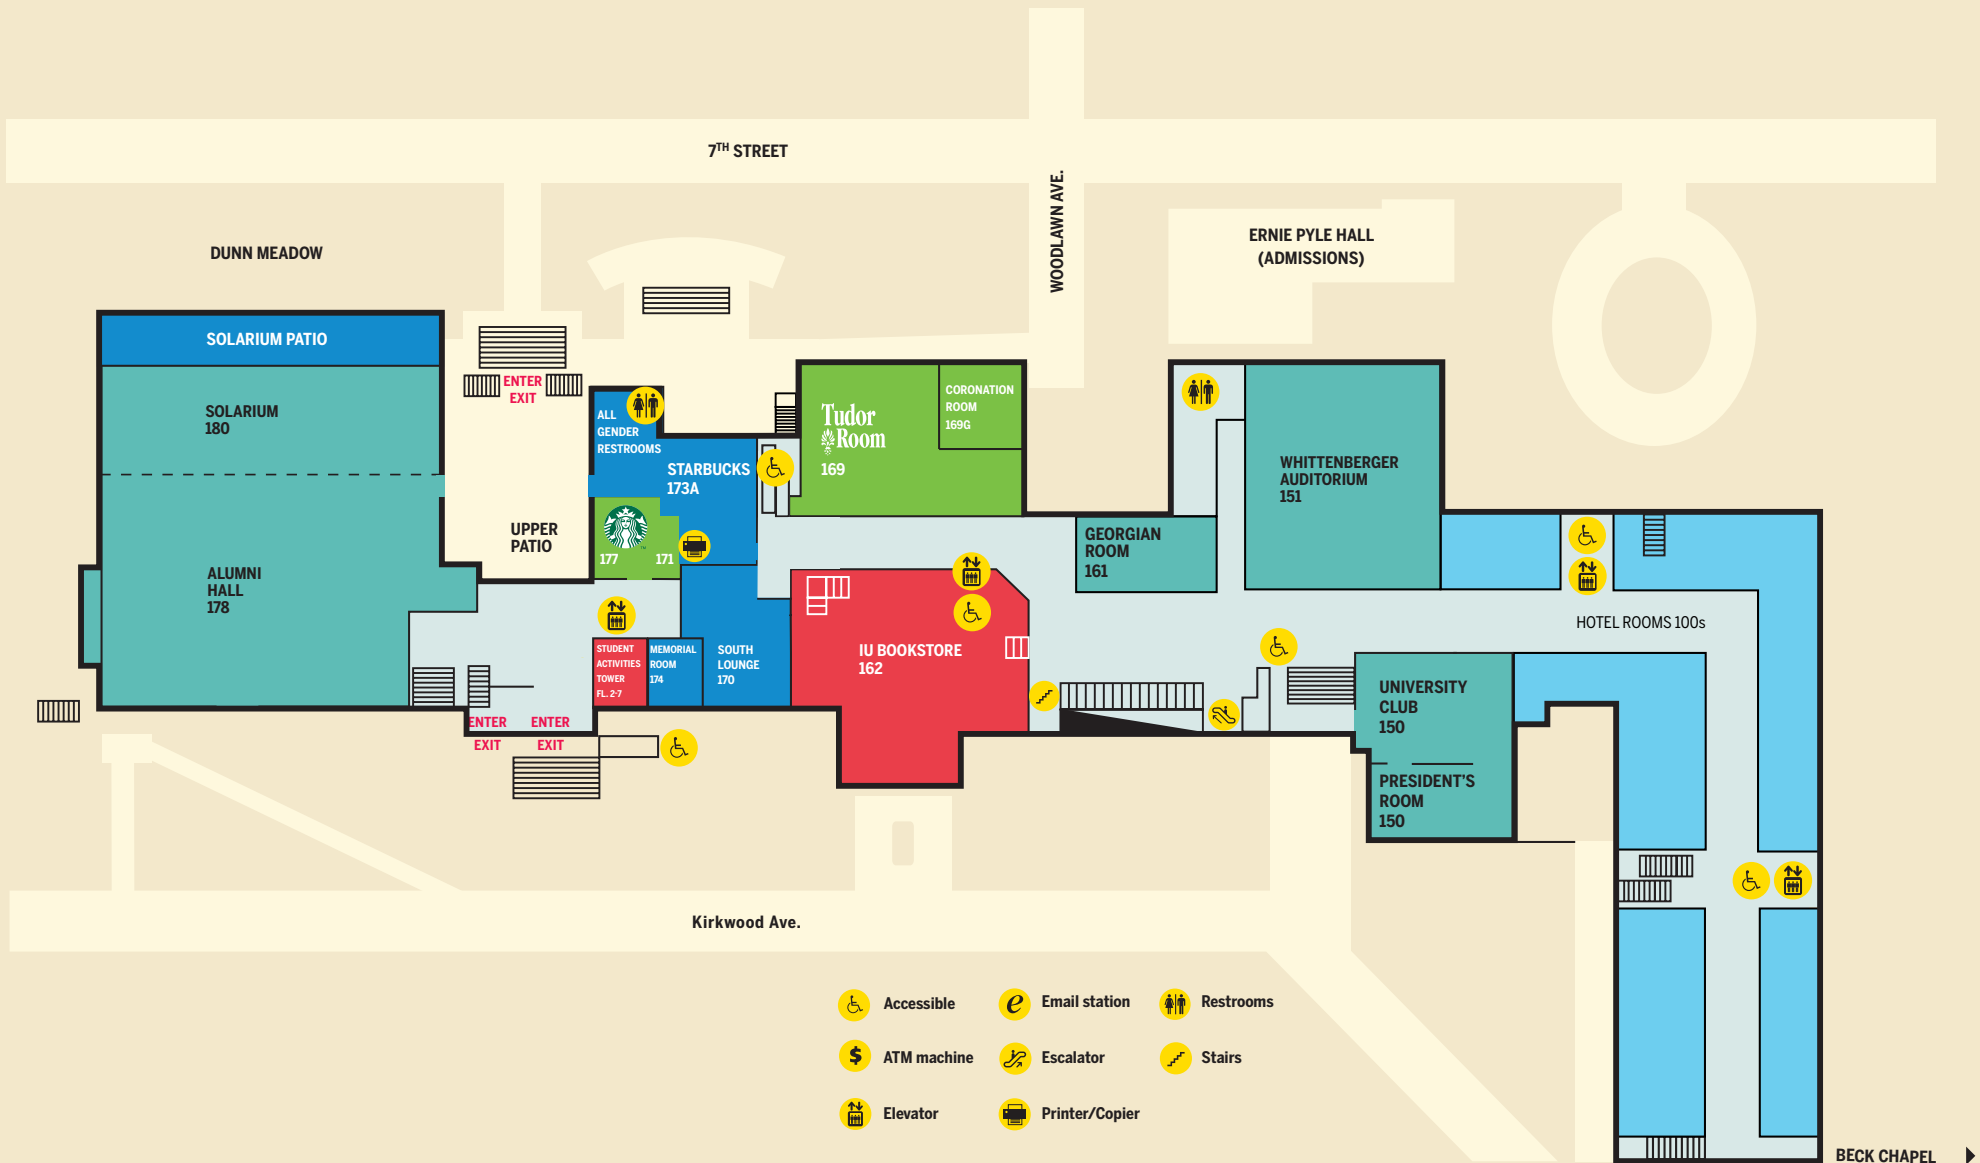 7TH STREET
WOODLAWN AVE.
DUNN MEADOW
ERNIE PYLE HALL
(ADMISSIONS)
SOLARIUM PATIO
SOLARIUM
180
ALUMNI
HALL
178
ENTER
EXIT
UPPER
PATIO
ALL
GENDER
RESTROOMS
STARBUCKS
173A
177
171
Tudor
Room
169
CORONATION
ROOM
169G
GEORGIAN
ROOM
161
WHITTENBERGER
AUDITORIUM
151
HOTEL ROOMS 100s
STUDENT
ACTIVITIES
TOWER
FL. 2-7
MEMORIAL
ROOM
174
SOUTH
LOUNGE
170
IU BOOKSTORE
162
UNIVERSITY
CLUB
150
PRESIDENT'S
ROOM
150
ENTER
EXIT
ENTER
EXIT
Kirkwood Ave.
Accessible
e Email station
Restrooms
$ ATM machine
Escalator
Stairs
Elevator
Printer/Copier
BECK CHAPEL